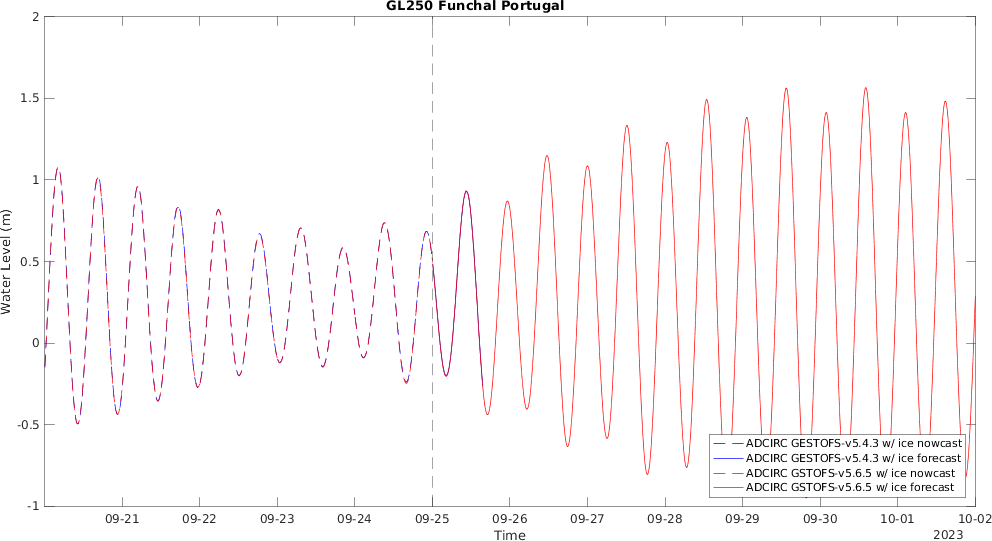 GL250 Funchal Portugal
2
1.5
1
0.5
0
-0.5
-1
Water Level (m)
ADCIRC GESTOFS-v5.4.3 w/ ice nowcast
ADCIRC GESTOFS-v5.4.3 w/ ice forecast
ADCIRC GSTOFS-v5.6.5 w/ ice nowcast
ADCIRC GSTOFS-v5.6.5 w/ ice forecast
09-21 09-22 09-23 09-24 09-25 09-26 09-27 09-28 09-29 09-30 10-01 10-02
Time
2023